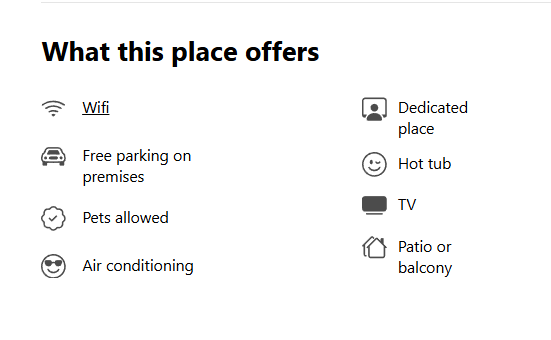 What this place offers
Wifi
Free parking on
premises
Pets allowed
Air conditioning
Dedicated
place
Hot tub
TV
Patio or
balcony